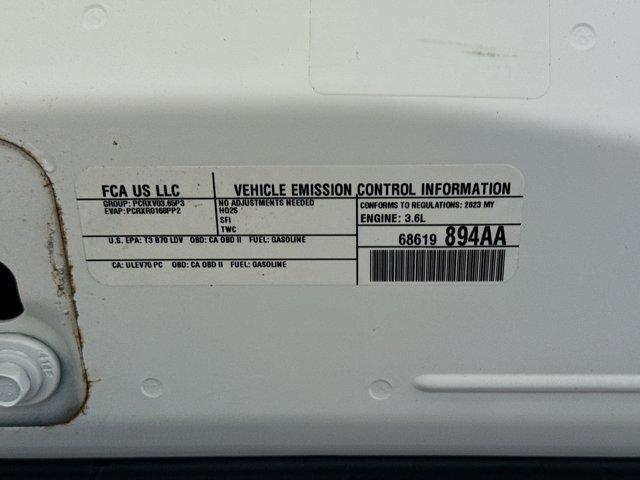 FCA US LLC VEHICLE EMISSION CONTROL INFORMATION
GROUP: PCRXV03.65P3
EVAP: PCRXR0168PP2
NO ADJUSTMENTS NEEDED
HO2S
SFI
TWC
CONFORMS TO REGULATIONS: 2023 MY
ENGINE: 3.6L
U.S. EPA: T3 B70 LDV OBD: CA OBD II FUEL: GASOLINE
68619 894AA
CA: ULEV70 PC OBD: CA OBD II FUEL: GASOLINE